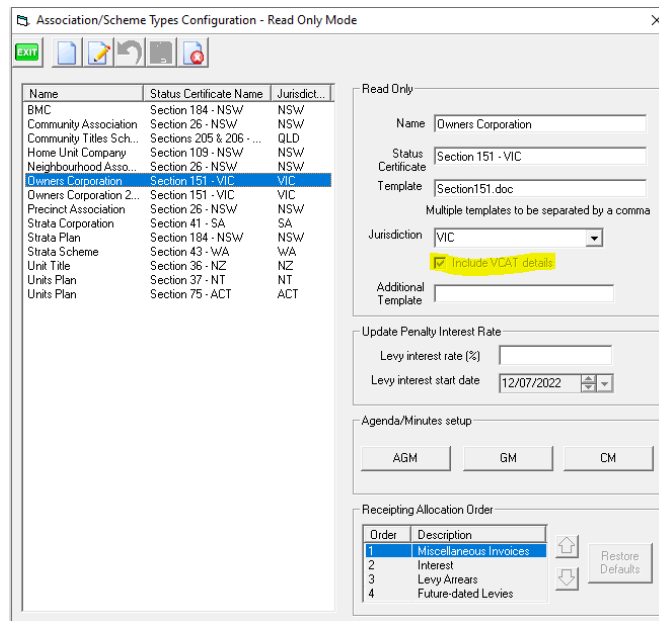 Association/Scheme Types Configuration - Read Only Mode
EXIT
Name Status Certificate Name Jurisdict...
BMC Section 184 - NSW NSW
Community Association Section 26 - NSW NSW
Community Titles Sch... Sections 205 & 206 - ... QLD
Home Unit Company Section 109 - NSW NSW
Neighbourhood Asso... Section 26 - NSW NSW
Owners Corporation Section 151 - VIC VIC
Owners Corporation 2... Section 151 - VIC VIC
Precinct Association Section 26 - NSW NSW
Strata Corporation Section 41 - SA SA
Strata Plan Section 184 - NSW NSW
Strata Scheme Section 43 - WA WA
Unit Title Section 36 - NZ NZ
Units Plan Section 37 - NT NT
Units Plan Section 75 - ACT ACT
Read Only
Name Owners Corporation
Status Certificate Section 151 - VIC
Template Section151.doc
Multiple templates to be separated by a comma
Jurisdiction VIC
Include VCAT details
Additional Template
Update Penalty Interest Rate
Levy interest rate (%)
Levy interest start date 12/07/2022
Agenda/Minutes setup
AGM GM CM
Receipting Allocation Order
Order Description
1 Miscellaneous Invoices
2 Interest
3 Levy Arrears
4 Future-dated Levies
Restore Defaults